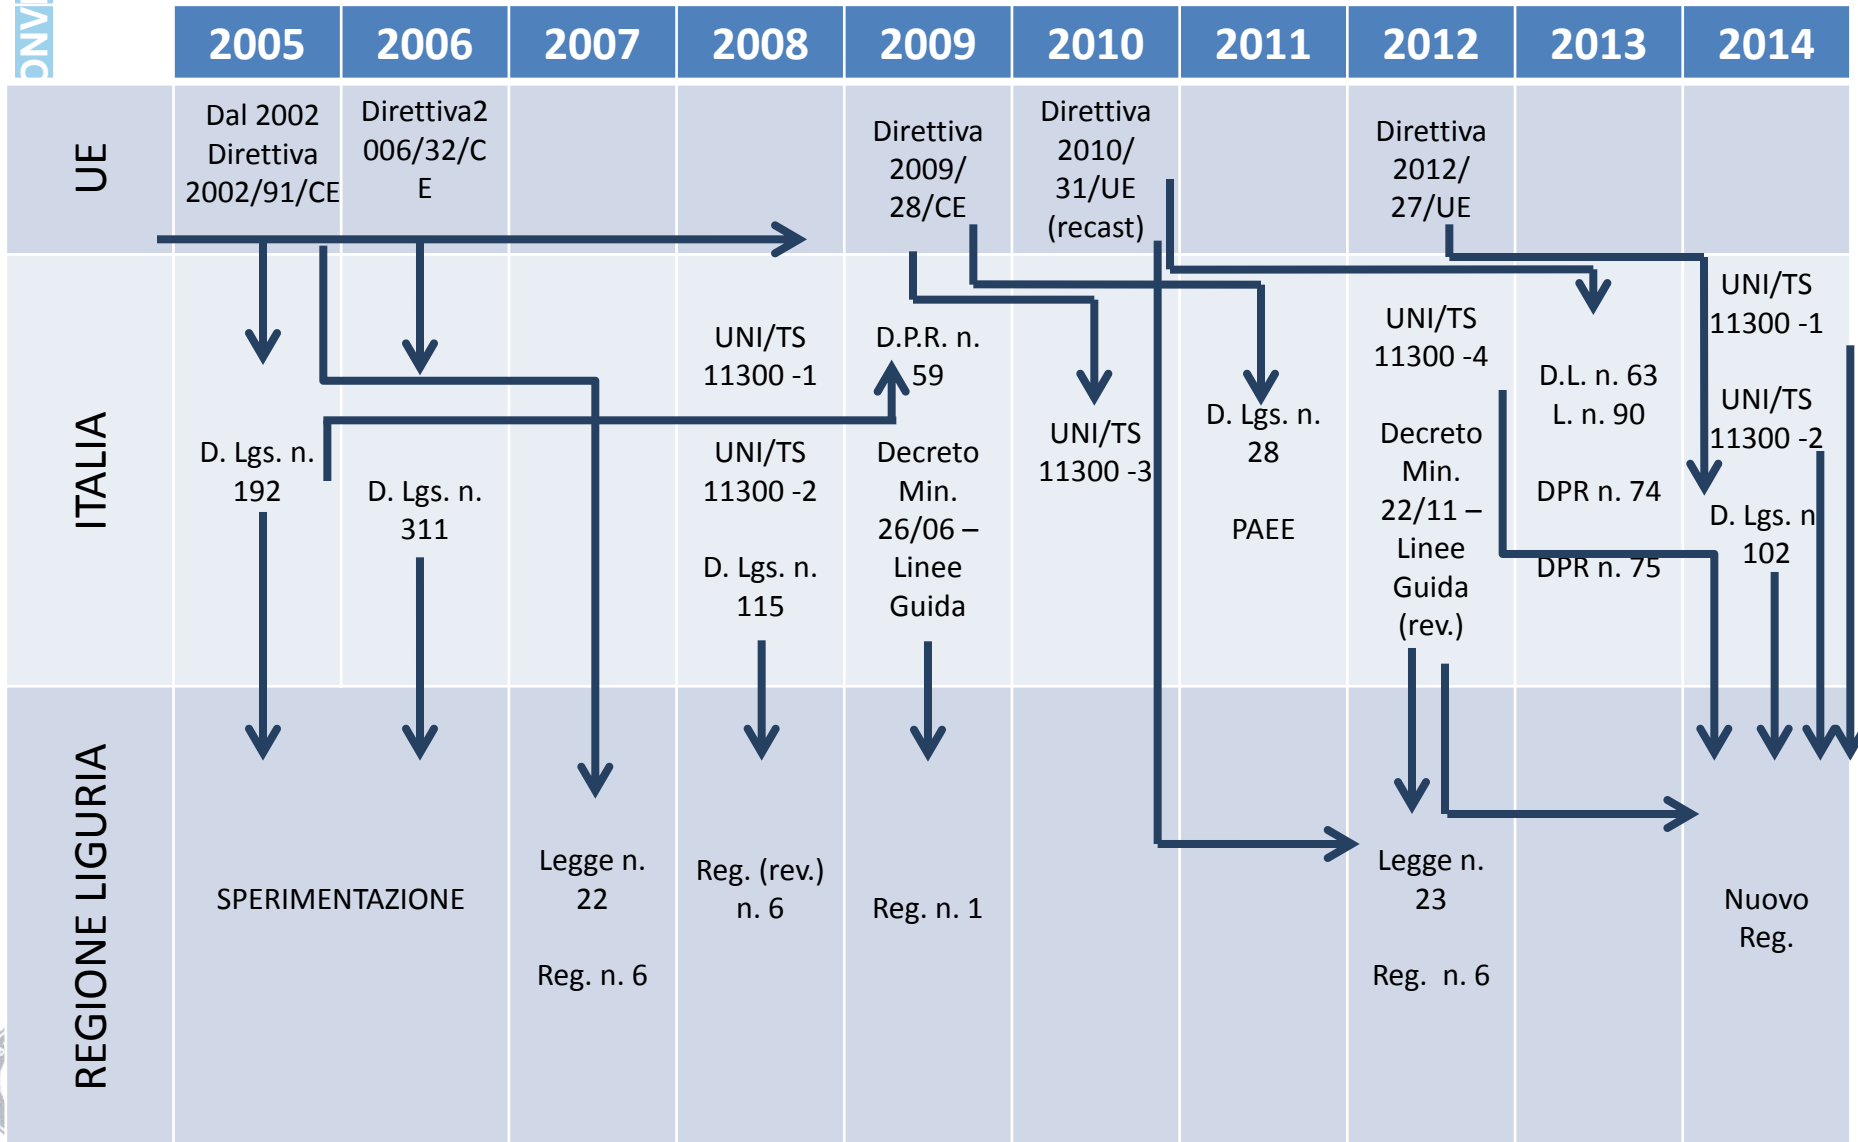 ONV
2005 2006 2007 2008 2009 2010 2011 2012 2013 2014
UE
Dal 2002
Direttiva
2002/91/CE
Direttiva2
006/32/C
E
Direttiva
2009/
28/CE
Direttiva
2010/
31/UE
(recast)
Direttiva
2012/
27/UE
ITALIA
D. Lgs. n.
192
D. Lgs. n.
311
UNI/TS
11300 -1
UNI/TS
11300 -2
D. Lgs. n.
115
D.P.R. n.
59
Decreto
Min.
26/06 –
Linee
Guida
UNI/TS
11300 -3
D. Lgs. n.
28
PAEE
UNI/TS
11300 -4
Decreto
Min.
22/11 –
Linee
Guida
(rev.)
D.L. n. 63
L. n. 90
DPR n. 74
DPR n. 75
UNI/TS
11300 -1
UNI/TS
11300 -2
D. Lgs. n
102
REGIONE LIGURIA
SPERIMENTAZIONE
Legge n.
22
Reg. n. 6
Reg. (rev.)
n. 6
Reg. n. 1
Legge n.
23
Reg. n. 6
Nuovo
Reg.